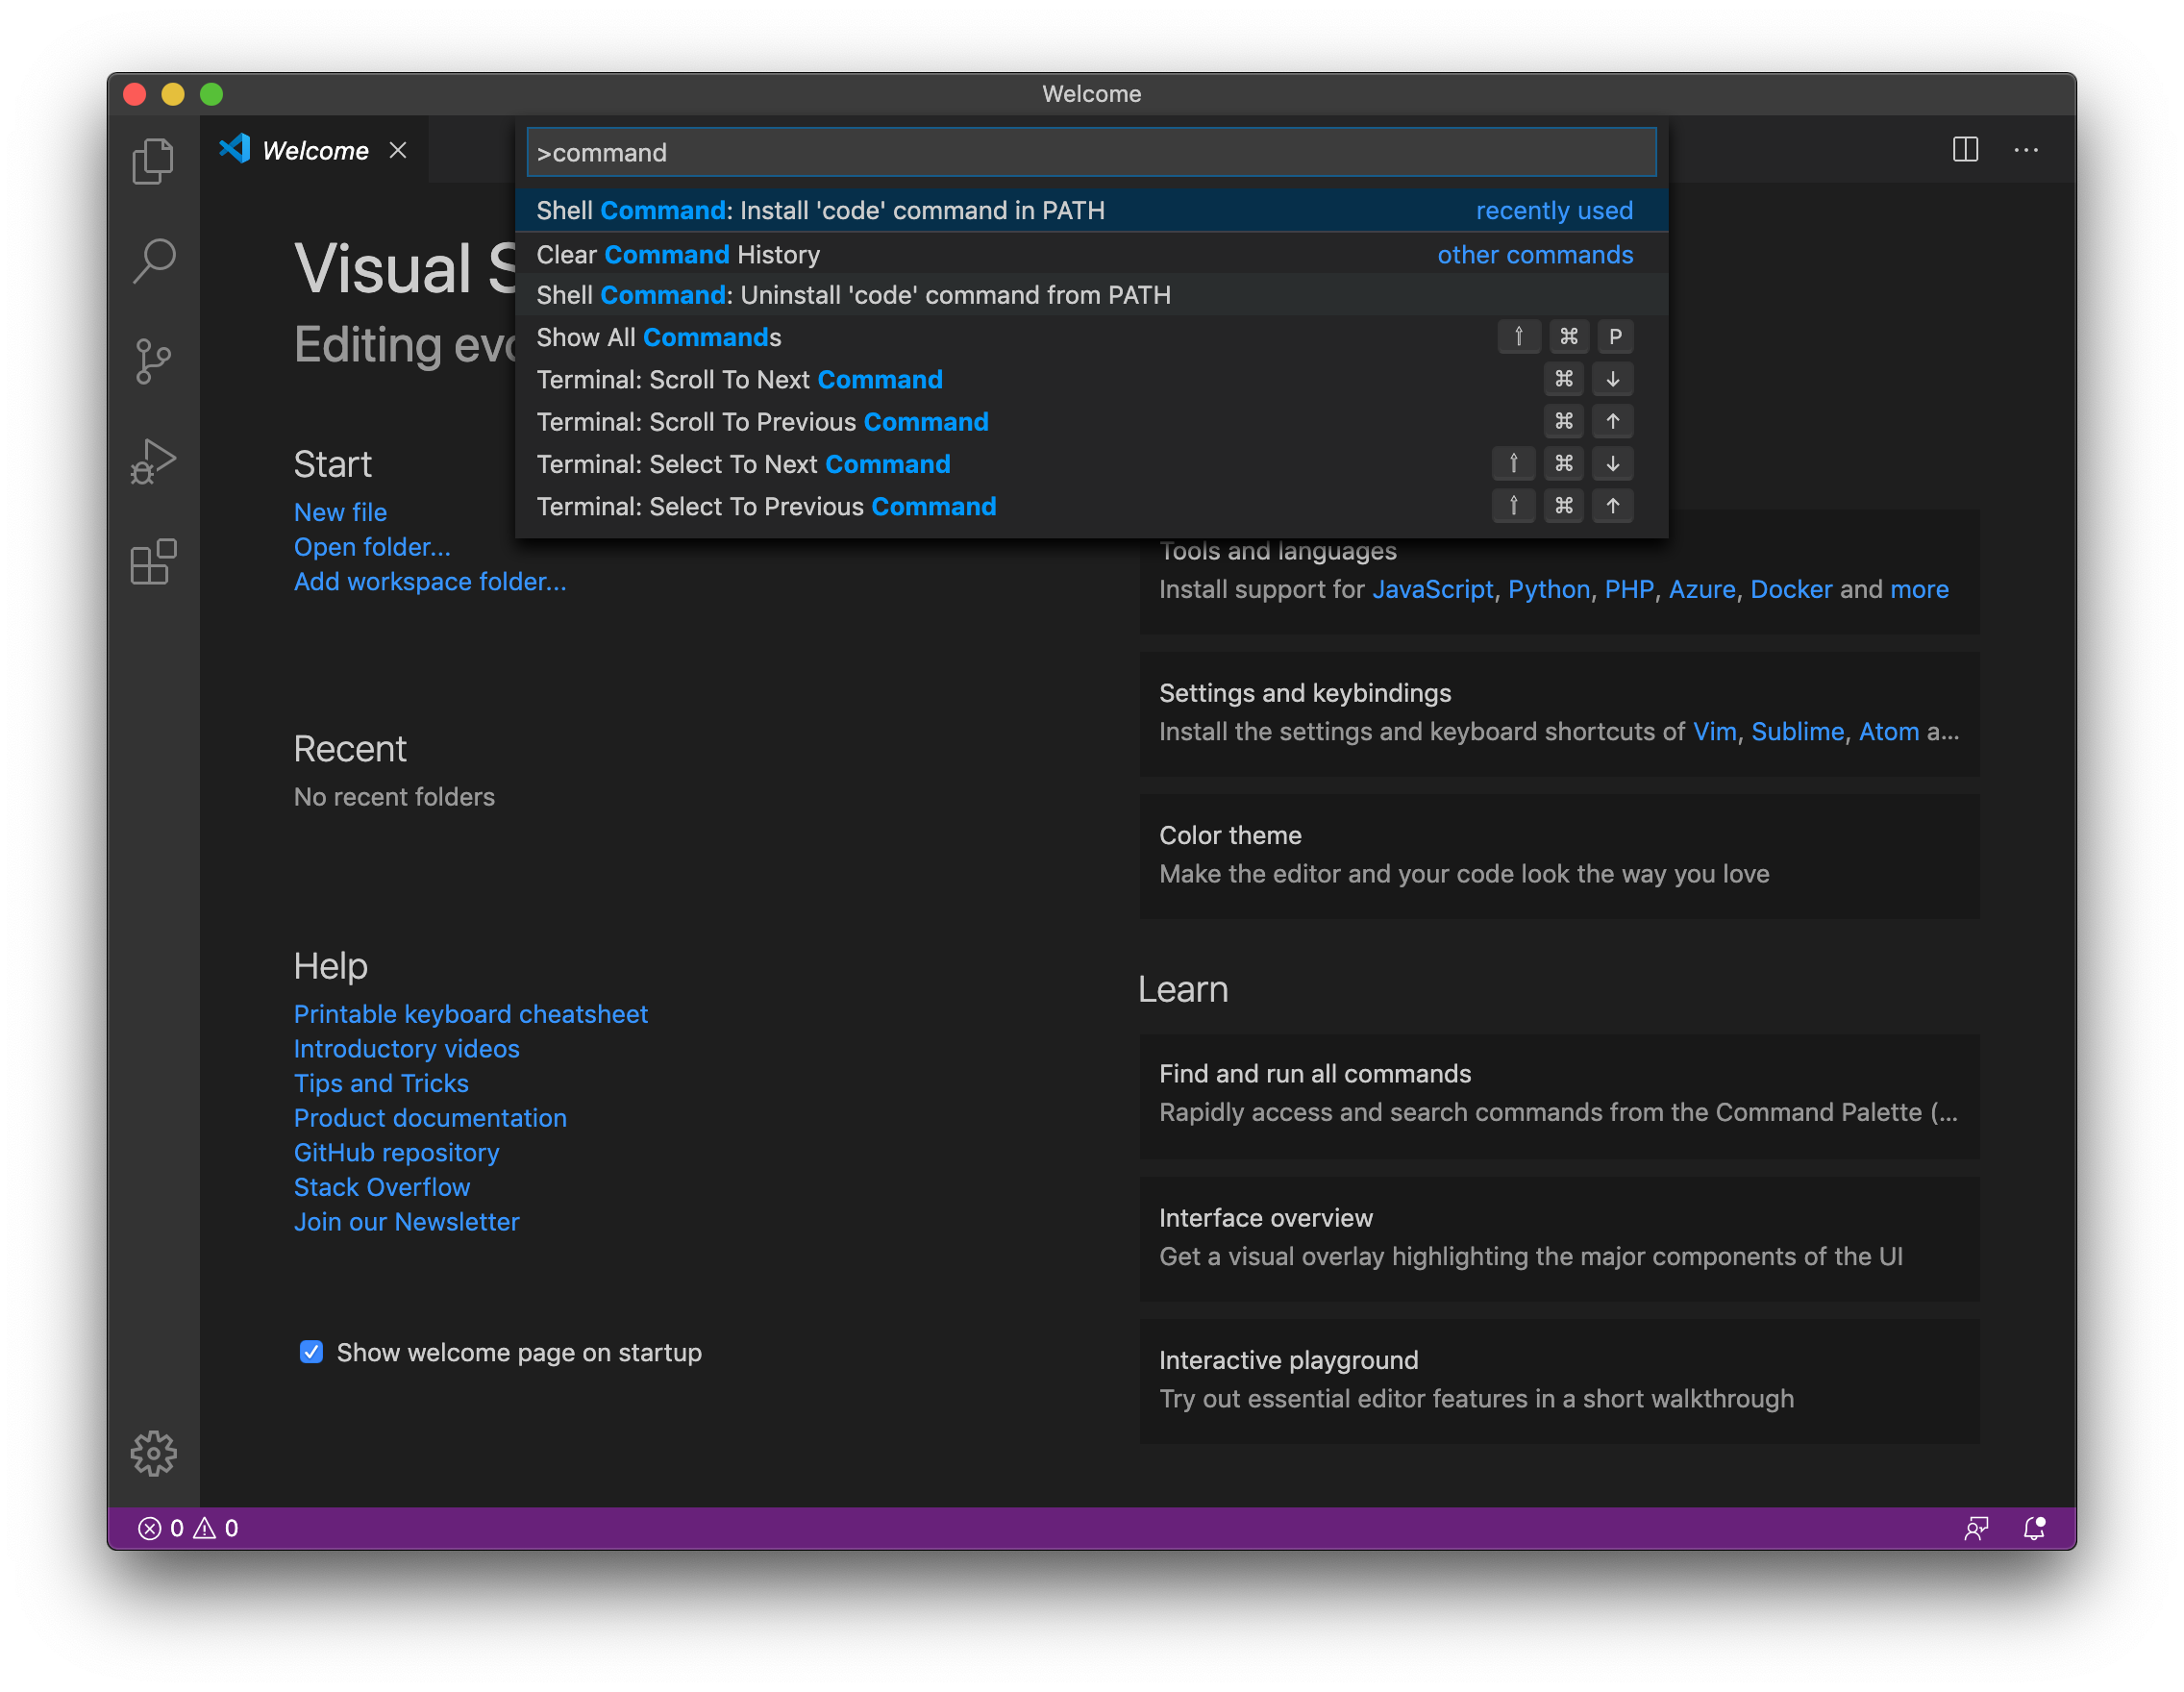 Welcome
Welcome
>command
Shell Command: Install 'code' command in PATH recently used
Clear Command History other commands
Shell Command: Uninstall 'code' command from PATH
Show All Commands ⇧ ⌘ P
Terminal: Scroll To Next Command ⌘ ↓
Terminal: Scroll To Previous Command ⌘ ↑
Terminal: Select To Next Command ⇧ ⌘ ↓
Terminal: Select To Previous Command ⇧ ⌘ ↑
Visual
Editing
Start
New file
Open folder...
Add workspace folder...
Recent
No recent folders
Help
Printable keyboard cheatsheet
Introductory videos
Tips and Tricks
Product documentation
GitHub repository
Stack Overflow
Join our Newsletter
Show welcome page on startup
Tools and languages
Install support for JavaScript, Python, PHP, Azure, Docker and more
Settings and keybindings
Install the settings and keyboard shortcuts of Vim, Sublime, Atom a...
Color theme
Make the editor and your code look the way you love
Learn
Find and run all commands
Rapidly access and search commands from the Command Palette (...
Interface overview
Get a visual overlay highlighting the major components of the UI
Interactive playground
Try out essential editor features in a short walkthrough
0 0